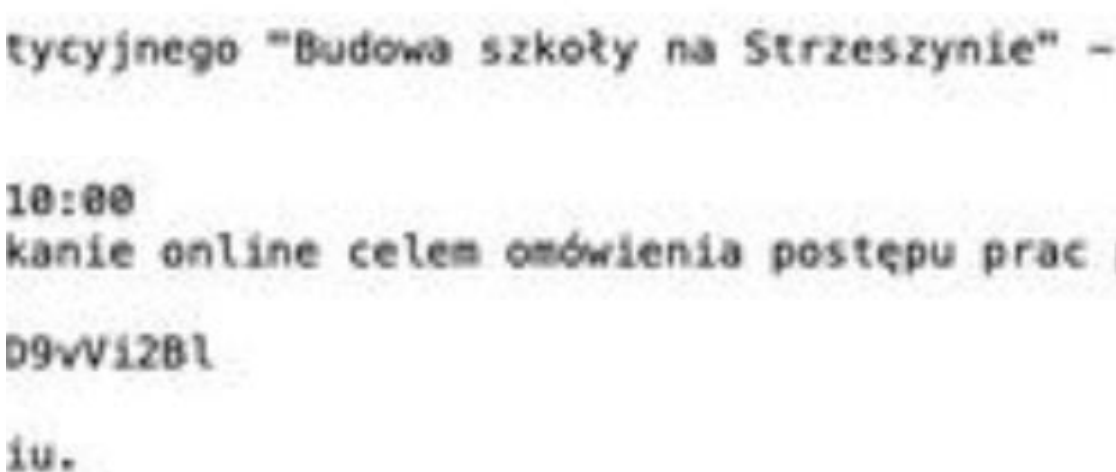 tycyjnego "Budowa szkoły na Strzeszynie" –
10:00
kanie online celem omówienia postępu prac
D9vVi2Bl
iu.